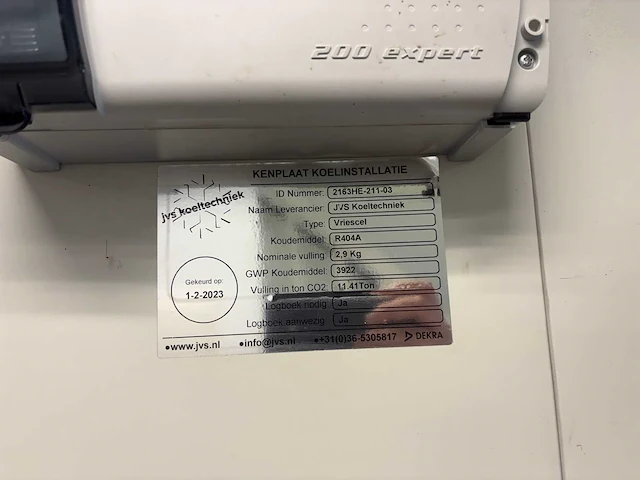 200 expert
KENPLAAT KOELINSTALLATIE
jvs koeltechniek
ID Nummer: 2163HE-211-03
Naam Leverancier: JVS Koeltechniek
Type: Vriescel
Koudemiddel: R404A
Nominale vulling: 2,9 Kg
GWP Koudemiddel: 3922
Vulling in ton CO2: 11.41Ton
Logboek nodig: Ja
Logboek aanwezig: Ja
Gekeurd op:
1-2-2023
•www.jvs.nl •info@jvs.nl •+31(0)36-5305817 DEKRA